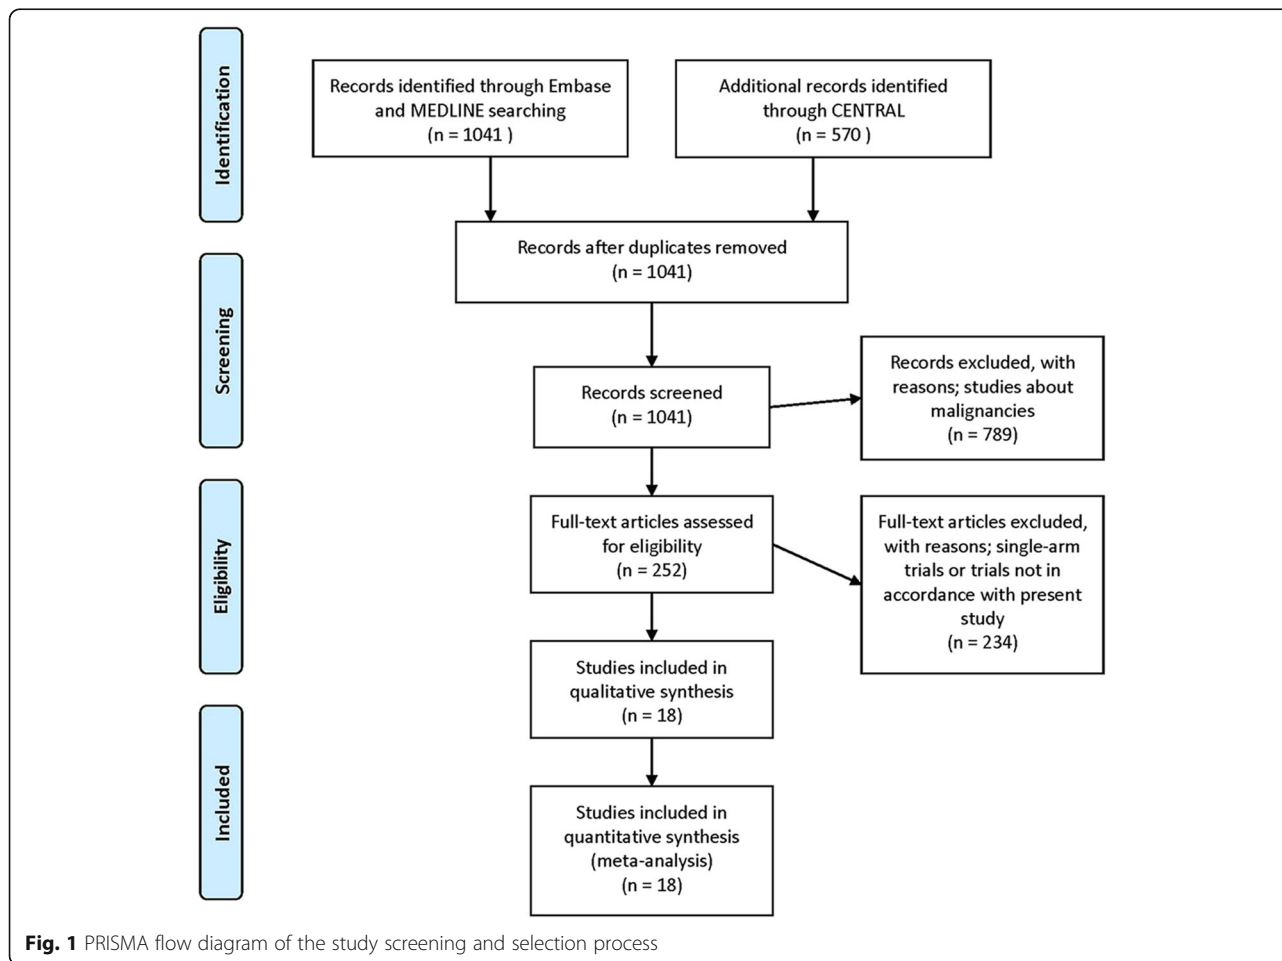 Identification
Records identified through Embase
and MEDLINE searching
(n = 1041 )
Additional records identified
through CENTRAL
(n = 570 )
Records after duplicates removed
(n = 1041)
Screening
Records screened
(n = 1041)
Records excluded, with
reasons; studies about
malignancies
(n = 789)
Eligibility
Full-text articles assessed
for eligibility
(n = 252)
Full-text articles excluded,
with reasons; single-arm
trials or trials not in
accordance with present
study
(n = 234)
Studies included in
qualitative synthesis
(n = 18)
Included
Studies included in
quantitative synthesis
(meta-analysis)
(n = 18)
Fig. 1 PRISMA flow diagram of the study screening and selection process